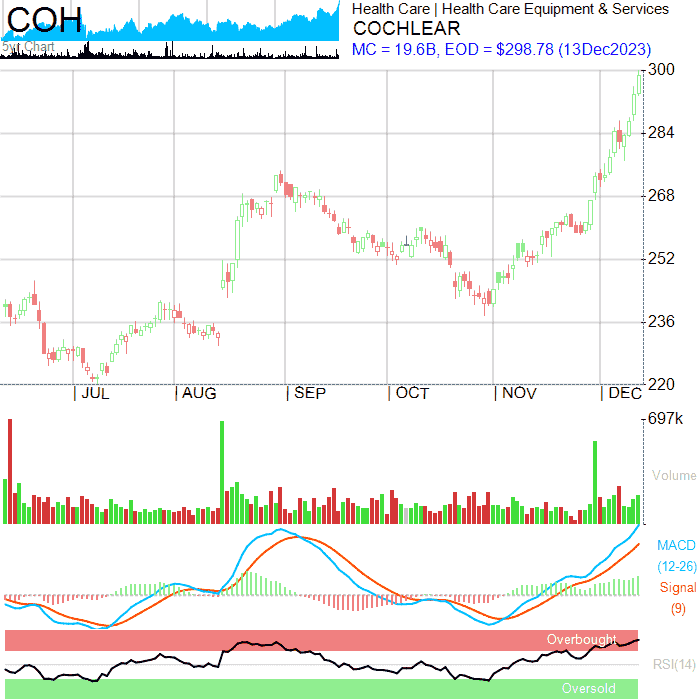 COH
5yr Chart
Health Care | Health Care Equipment & Services
COCHLEAR
MC = 19.6B, EOD = $298.78 (13Dec2023)
300
284
268
252
236
220
| JUL | AUG | SEP | OCT | NOV | DEC
697k
Volume
MACD
(12-26)
Signal
(9)
Overbought
RSI(14)
Oversold